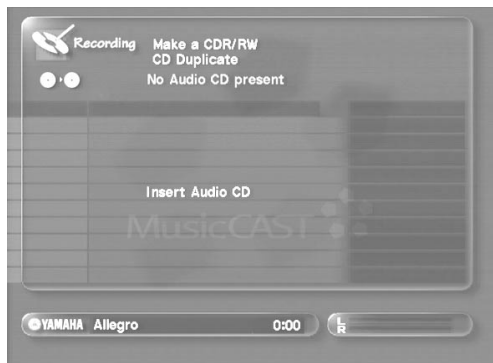 Recording
Make a CDR/RW
CD Duplicate
No Audio CD present
Insert Audio CD
MusicCAST
YAMAHA Allegro 0:00 L
R